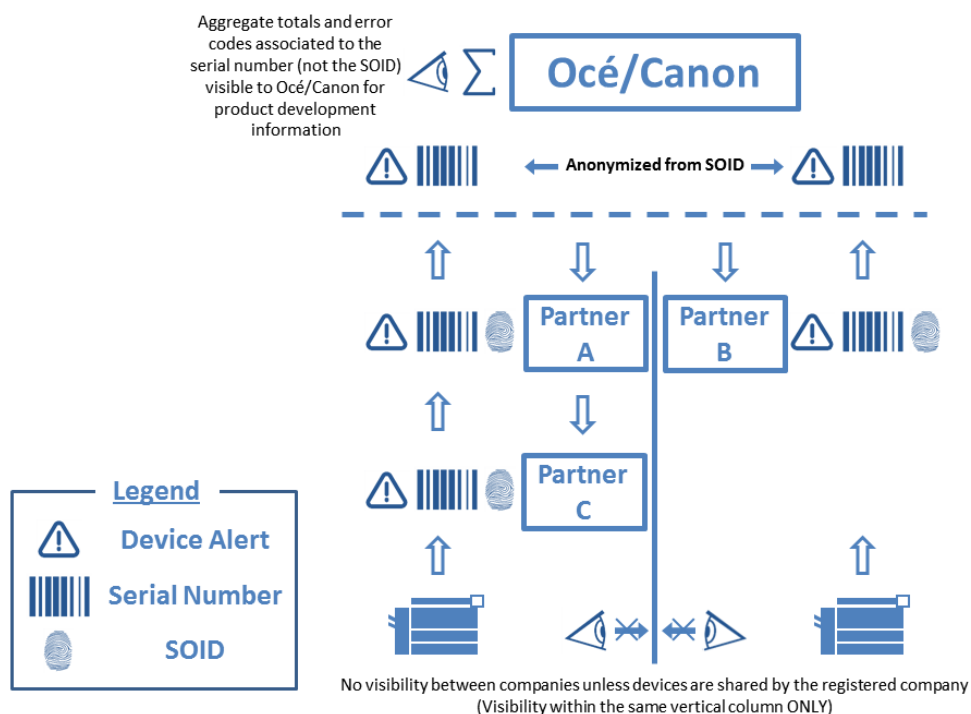 Aggregate totals and error
codes associated to the
serial number (not the SOID)
visible to Océ/Canon for
product development
information
∑
Océ/Canon
Anonymized from SOID
Partner
A
Partner
B
Partner
C
Legend
Device Alert
Serial Number
SOID
No visibility between companies unless devices are shared by the registered company
(Visibility within the same vertical column ONLY)